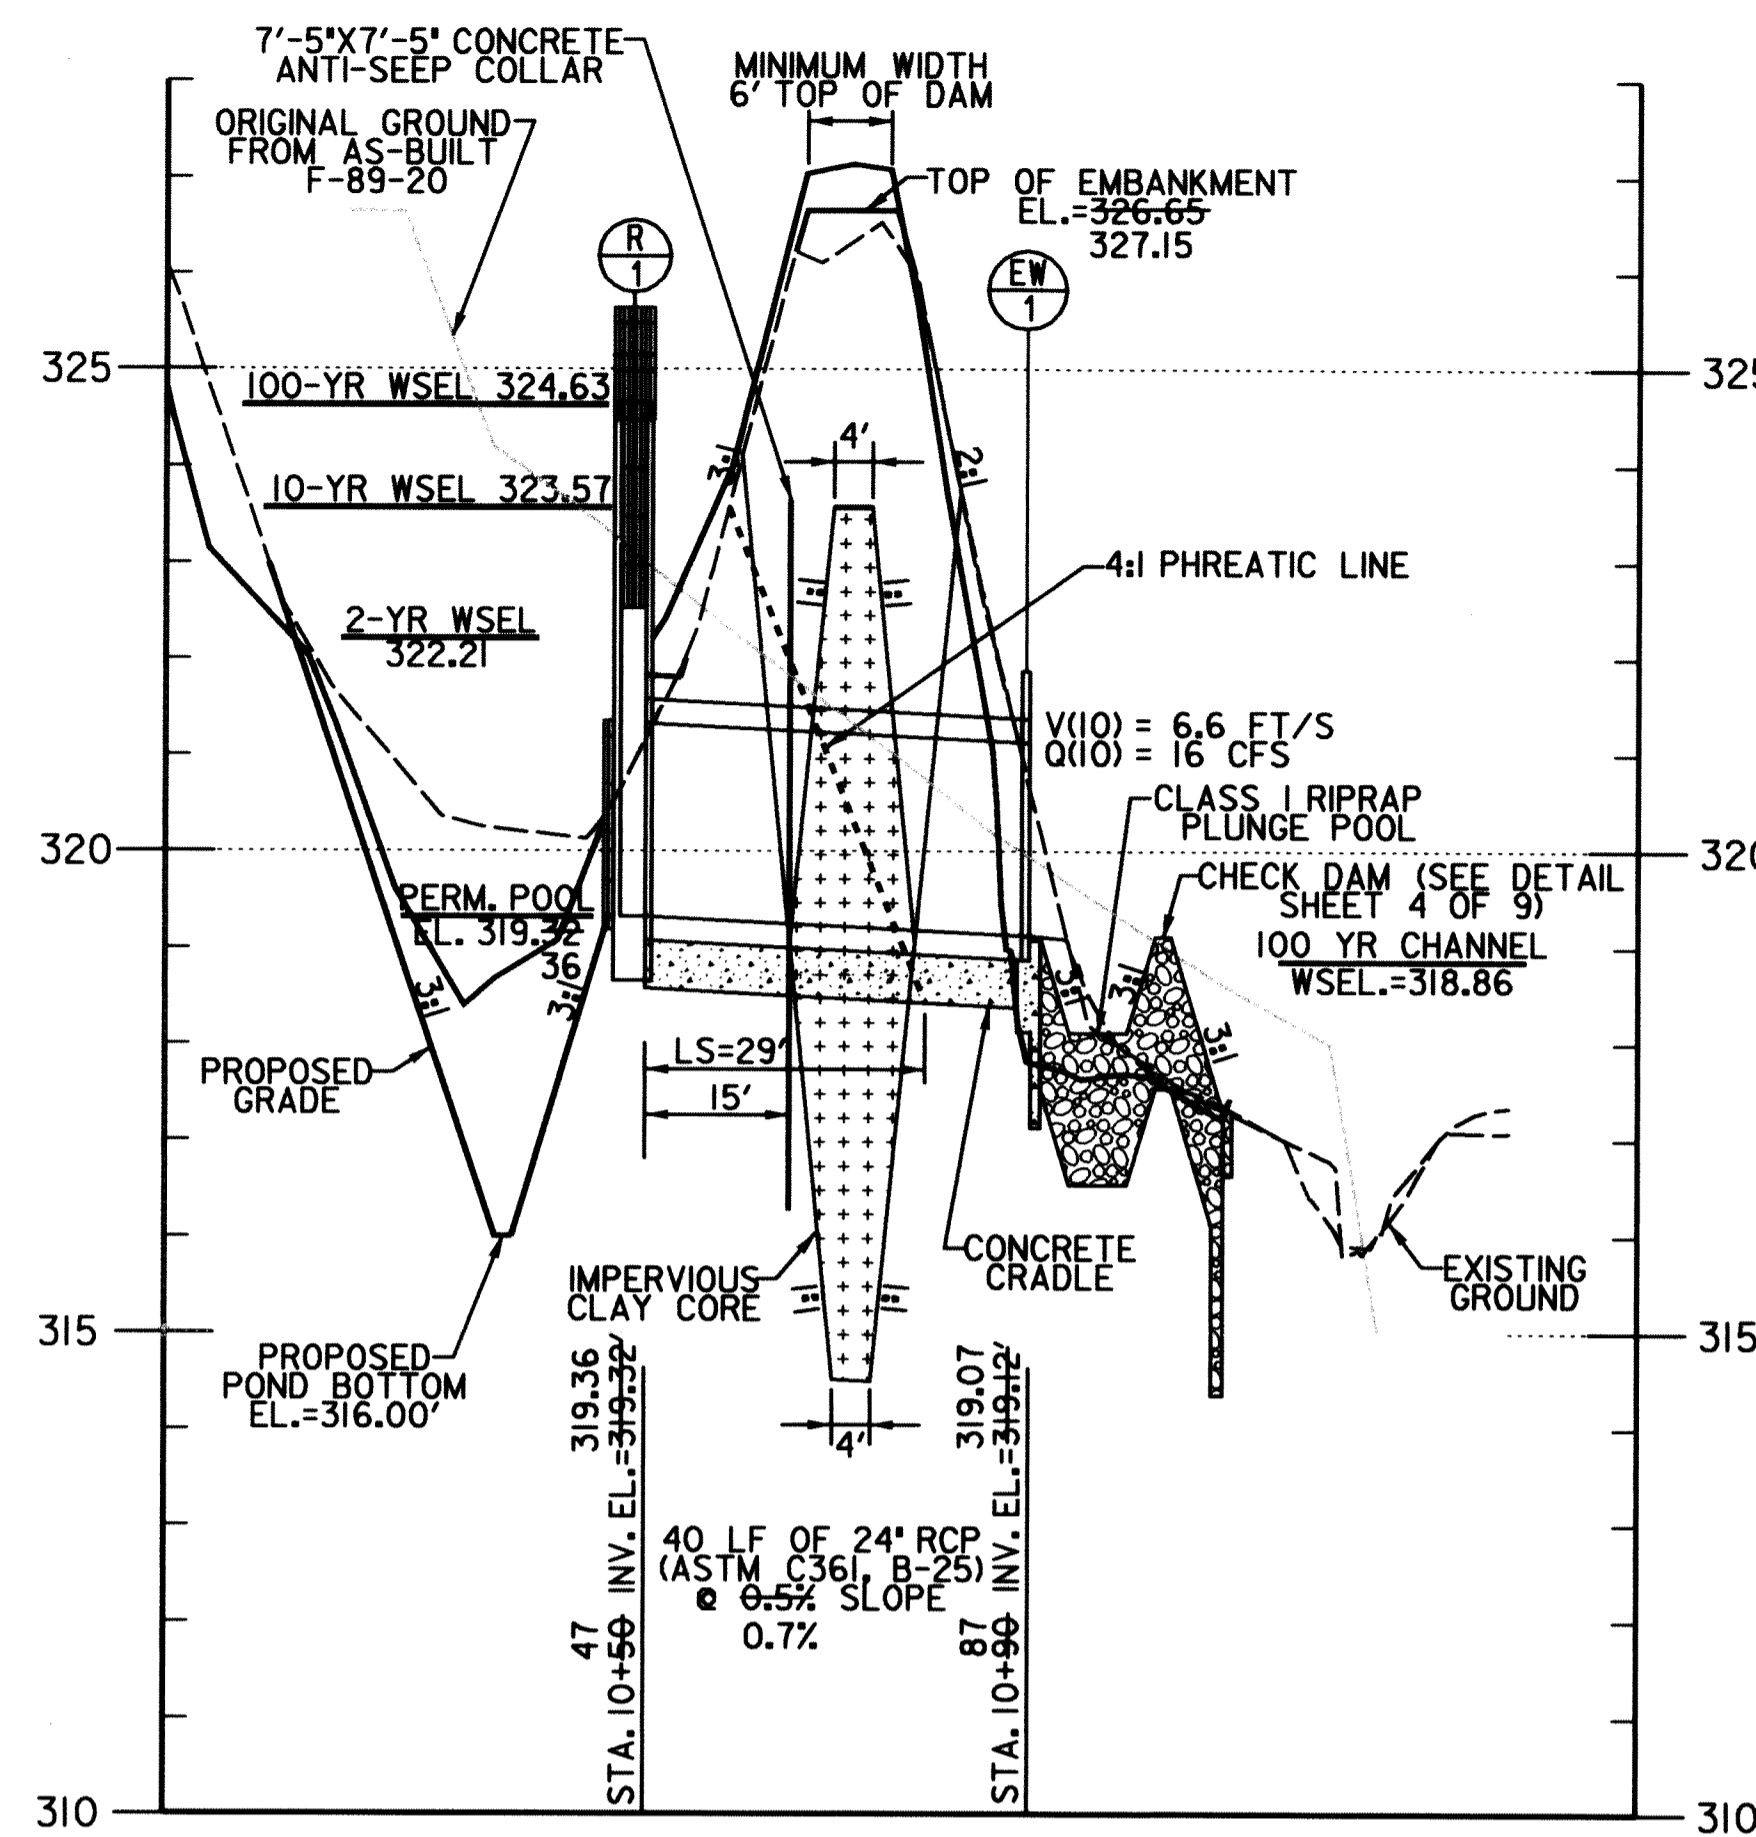 7'-5"X7'-5" CONCRETE
ANTI-SEEP COLLAR
MINIMUM WIDTH
6' TOP OF DAM
ORIGINAL GROUND
FROM AS-BUILT
F-89-20
TOP OF EMBANKMENT
EL.=326.65
327.15
R
1
EW
1
325
325
100-YR WSEL 324.63
10-YR WSEL 323.57
4'
3:1
2:1
4:1 PHREATIC LINE
2-YR WSEL
322.21
V(10) = 6.6 FT/S
Q(10) = 16 CFS
CLASS I RIPRAP
PLUNGE POOL
320
320
CHECK DAM (SEE DETAIL
SHEET 4 OF 9)
PERM. POOL
EL. 319.32
36
100 YR CHANNEL
WSEL.=318.86
3:1
3:1
3:1
3:1
3:1
LS=29'
15'
PROPOSED
GRADE
CONCRETE
CRADLE
IMPERVIOUS
CLAY CORE
EXISTING
GROUND
315
315
PROPOSED
POND BOTTOM
EL.=316.00'
4'
47 319.36
STA. 10+50 INV. EL.=319.32'
87 319.07
STA. 10+90 INV. EL.=319.12'
40 LF OF 24" RCP
(ASTM C361, B-25)
@ 0.5% SLOPE
0.7%
310
310